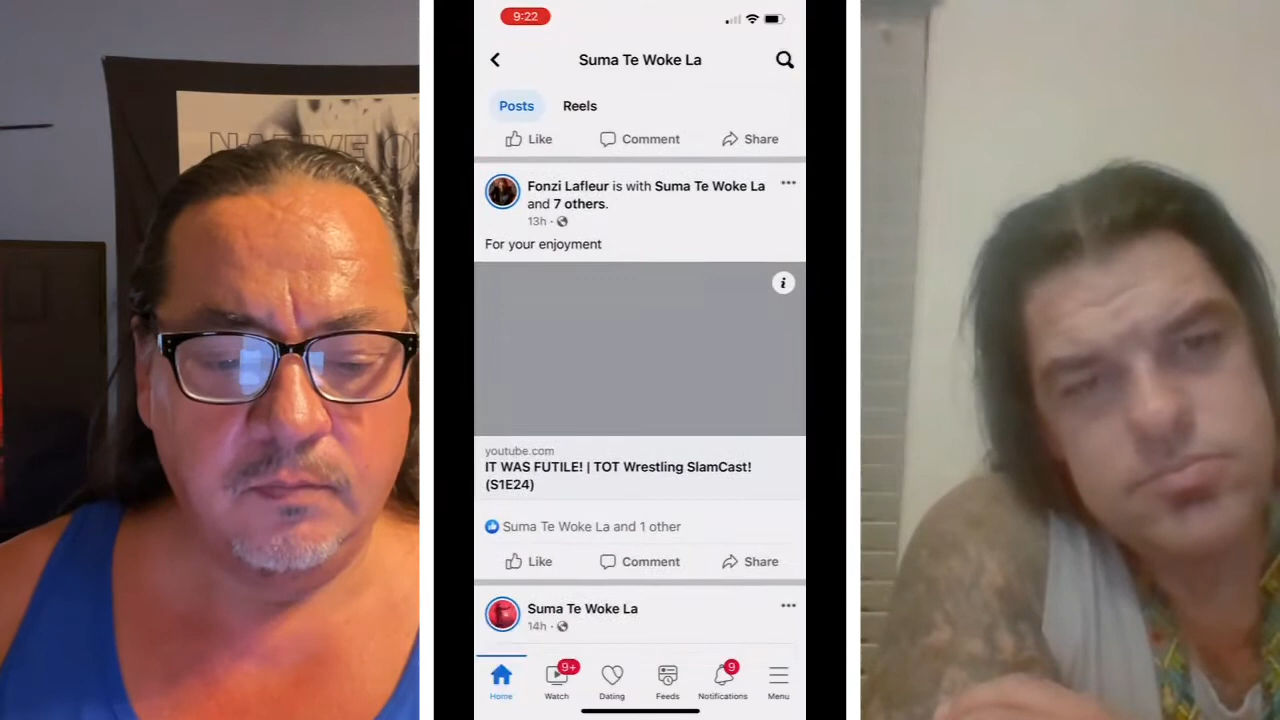 NATIVE
9:22
Suma Te Woke La
Posts
Reels
Like
Comment
Share
Fonzi Lafleur is with Suma Te Woke La
and 7 others.
13h ·
For your enjoyment
i
youtube.com
IT WAS FUTILE! | TOT Wrestling SlamCast!
(S1E24)
Suma Te Woke La and 1 other
Like
Comment
Share
Suma Te Woke La
14h ·
9+
9
Home
Watch
Dating
Feeds
Notifications
Menu